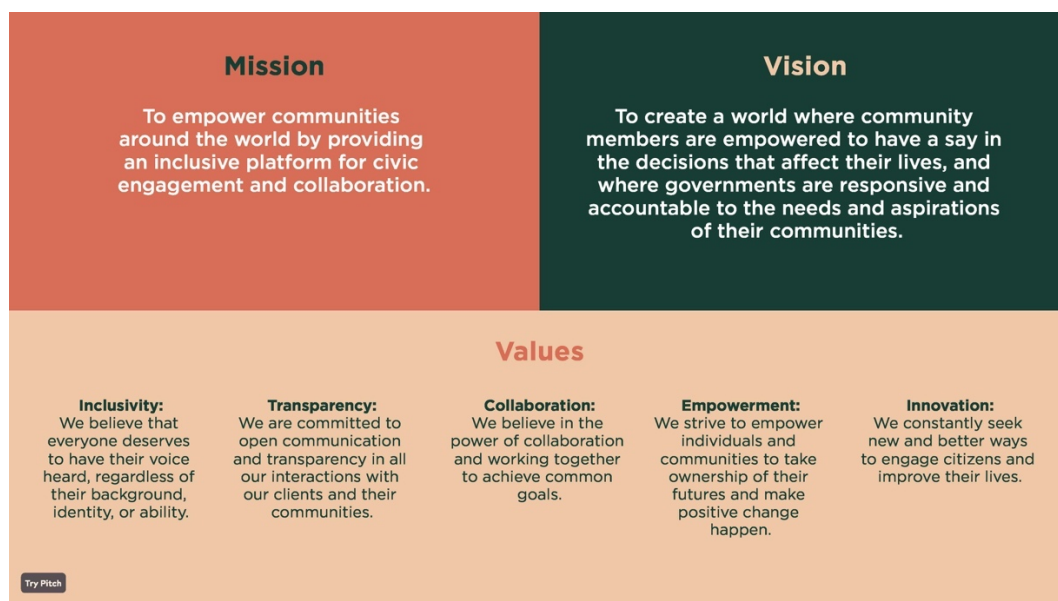 Mission
To empower communities
around the world by providing
an inclusive platform for civic
engagement and collaboration.
Vision
To create a world where community
members are empowered to have a say in
the decisions that affect their lives, and
where governments are responsive and
accountable to the needs and aspirations
of their communities.
Values
Inclusivity:
We believe that
everyone deserves
to have their voice
heard, regardless of
their background,
identity, or ability.
Transparency:
We are committed to
open communication
and transparency in all
our interactions with
our clients and their
communities.
Collaboration:
We believe in the
power of collaboration
and working together
to achieve common
goals.
Empowerment:
We strive to empower
individuals and
communities to take
ownership of their
futures and make
positive change
happen.
Innovation:
We constantly seek
new and better ways
to engage citizens and
improve their lives.
Try Pitch